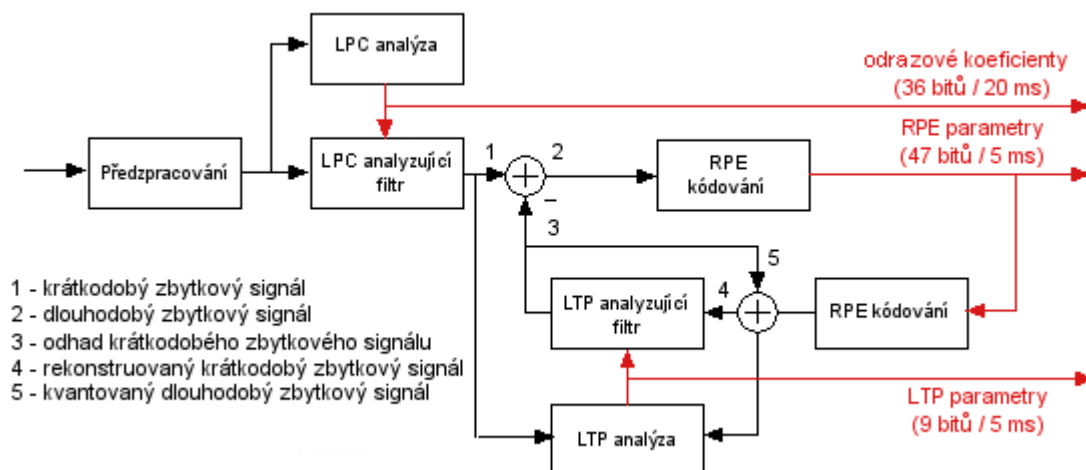 LPC analýza
odrazové koeficienty
(36 bitů / 20 ms)
RPE parametry
(47 bitů / 5 ms)
Předzpracování
LPC analyzující
filtr
1
2
RPE
kódování
3
1 - krátkodobý zbytkový signál
2 - dlouhodobý zbytkový signál
3 - odhad krátkodobého zbytkového signálu
4 - rekonstruovaný krátkodobý zbytkový signál
5 - kvantovaný dlouhodobý zbytkový signál
LTP analyzující
filtr
4
5
RPE kódování
LTP parametry
(9 bitů / 5 ms)
LTP analýza